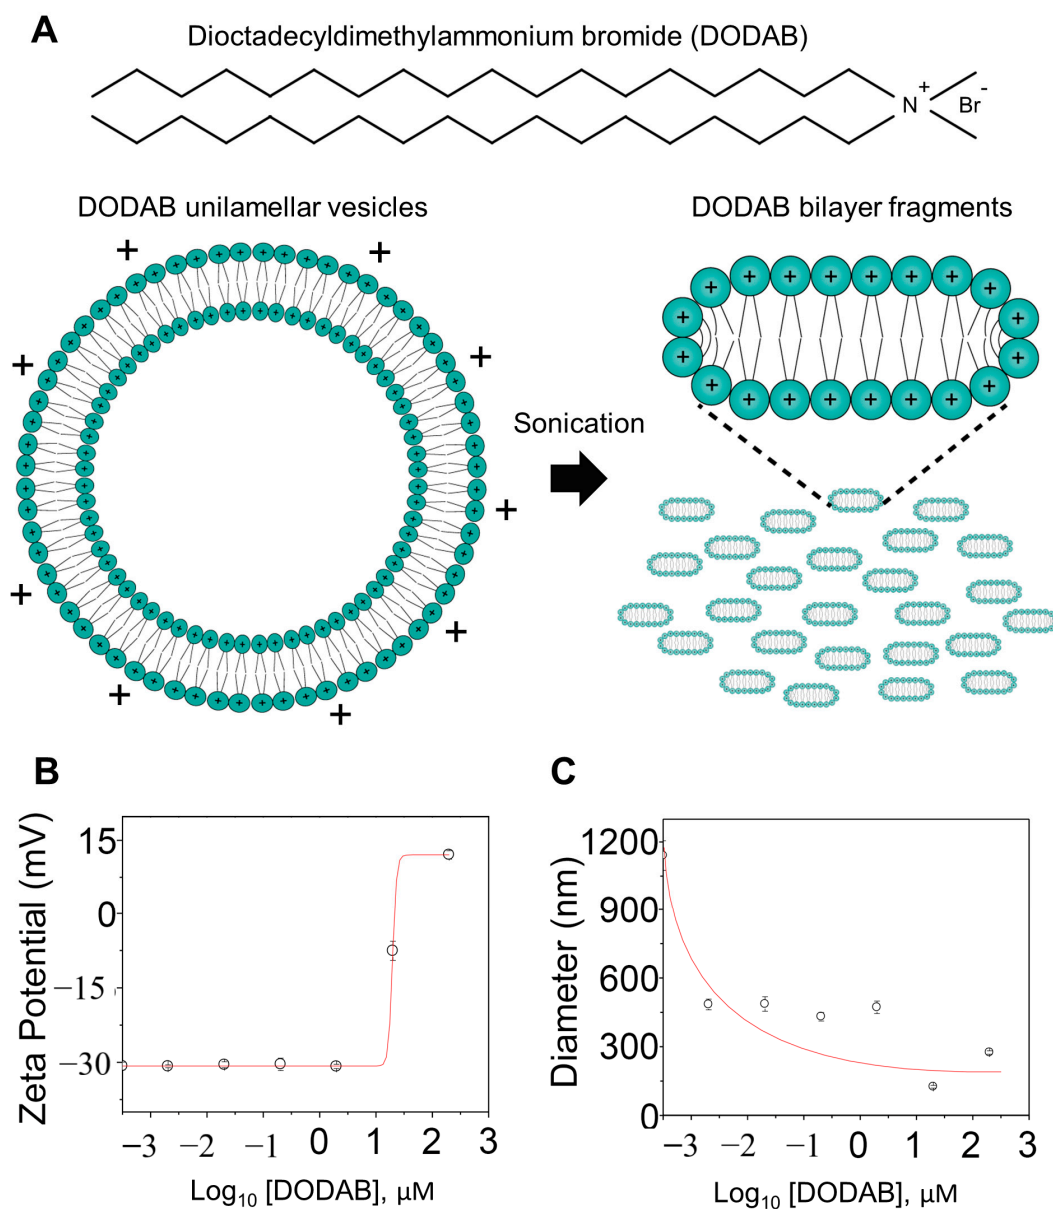 A
Dioctadecyldimethylammonium bromide (DODAB)
N+ Br-
DODAB unilamellar vesicles
DODAB bilayer fragments
Sonication
B
Zeta Potential (mV)
15
0
−15
−30
−3 −2 −1 0 1 2 3
Log10 [DODAB], μM
C
Diameter (nm)
1200
900
600
300
0
−3 −2 −1 0 1 2 3
Log10 [DODAB], μM